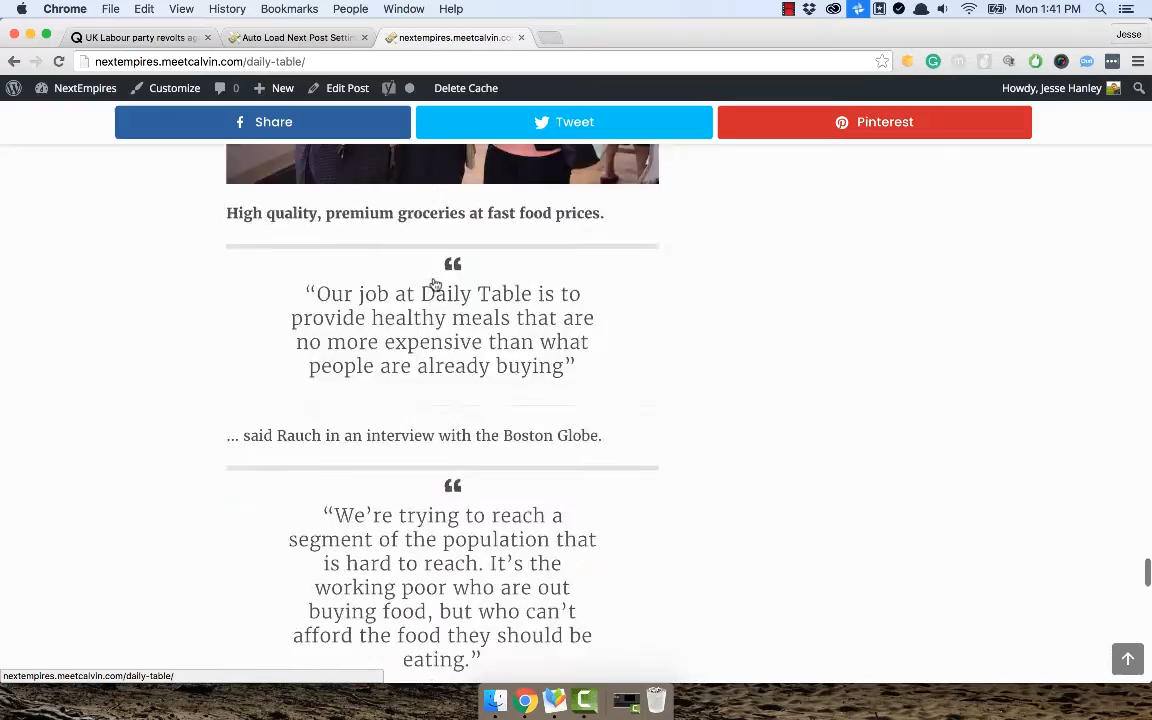 Chrome File Edit View History Bookmarks People Window Help Mon 1:41 PM
UK Labour party revolts ag
Auto Load Next Post Settin
nextempires.meetcalvin.co
Jesse
nextempires.meetcalvin.com/daily-table/
NextEmpires Customize 0 New Edit Post Delete Cache Howdy, Jesse Hanley
Share Tweet Pinterest
High quality, premium groceries at fast food prices.
“Our job at Daily Table is to
provide healthy meals that are
no more expensive than what
people are already buying”
... said Rauch in an interview with the Boston Globe.
“We’re trying to reach a
segment of the population that
is hard to reach. It’s the
working poor who are out
buying food, but who can’t
afford the food they should be
eating.”
nextempires.meetcalvin.com/daily-table/